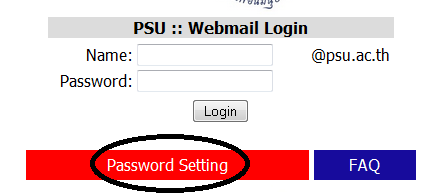 PSU :: Webmail Login
Name: @psu.ac.th
Password:
Login
Password Setting FAQ